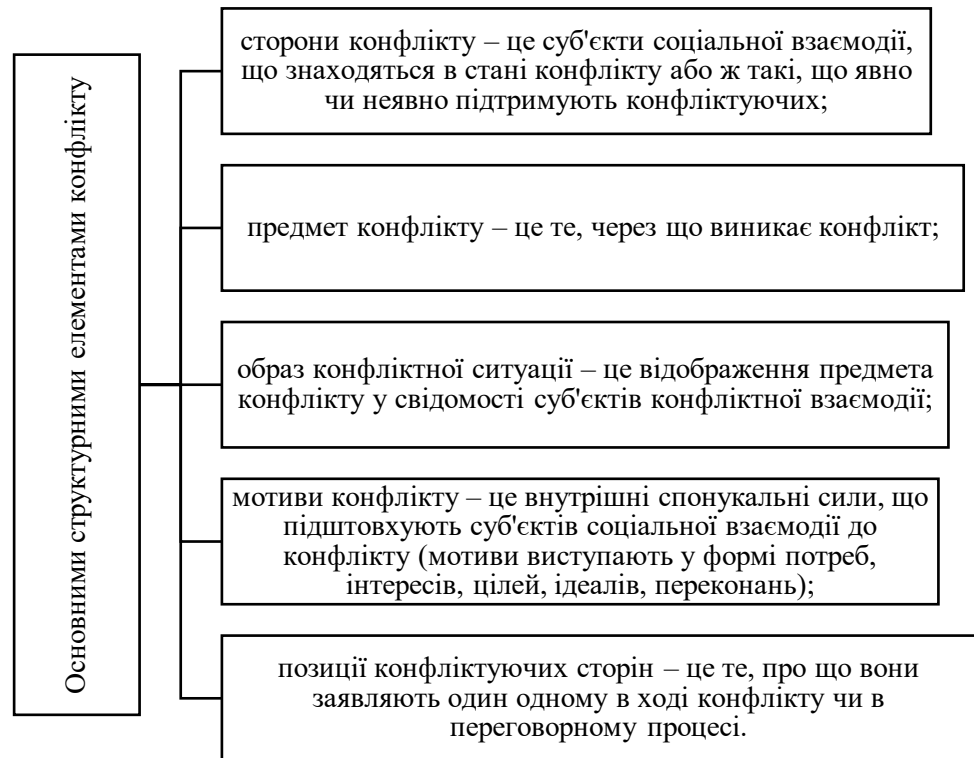 Основними структурними елементами конфлікту
сторони конфлікту – це суб'єкти соціальної взаємодії,
що знаходяться в стані конфлікту або ж такі, що явно
чи неявно підтримують конфліктуючих;
предмет конфлікту – це те, через що виникає конфлікт;
образ конфліктної ситуації – це відображення предмета
конфлікту у свідомості суб'єктів конфліктної взаємодії;
мотиви конфлікту – це внутрішні спонукальні сили, що
підштовхують суб'єктів соціальної взаємодії до
конфлікту (мотиви виступають у формі потреб,
інтересів, цілей, ідеалів, переконань);
позиції конфліктуючих сторін – це те, про що вони
заявляють один одному в ході конфлікту чи в
переговорному процесі.